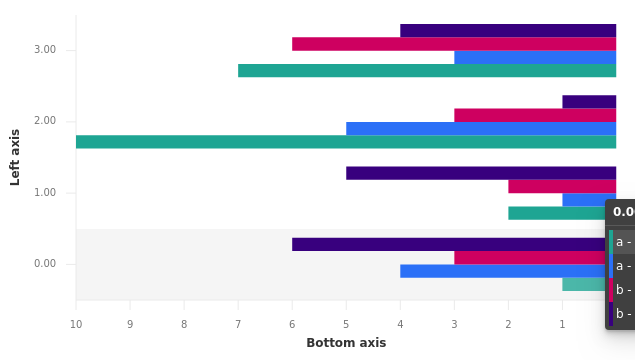 3.00
2.00
1.00
0.00
Left axis
10 9 8 7 6 5 4 3 2 1
Bottom axis
0.0
a -
a -
b -
b -